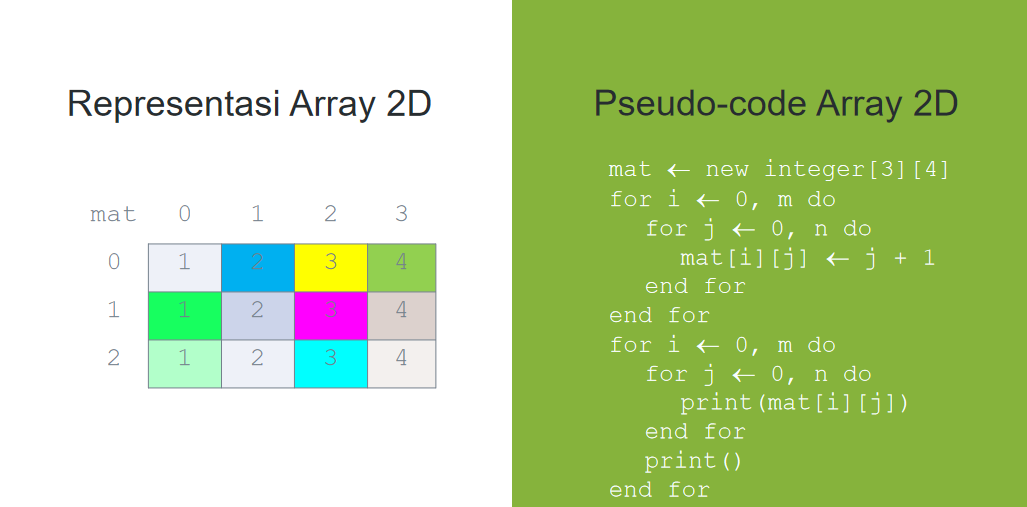 Representasi Array 2D
mat 0 1 2 3
0 1 2 3 4
1 1 2 3 4
2 1 2 3 4
Pseudo-code Array 2D
mat ← new integer[3][4]
for i ← 0, m do
for j ← 0, n do
mat[i][j] ← j + 1
end for
end for
for i ← 0, m do
for j ← 0, n do
print(mat[i][j])
end for
print()
end for